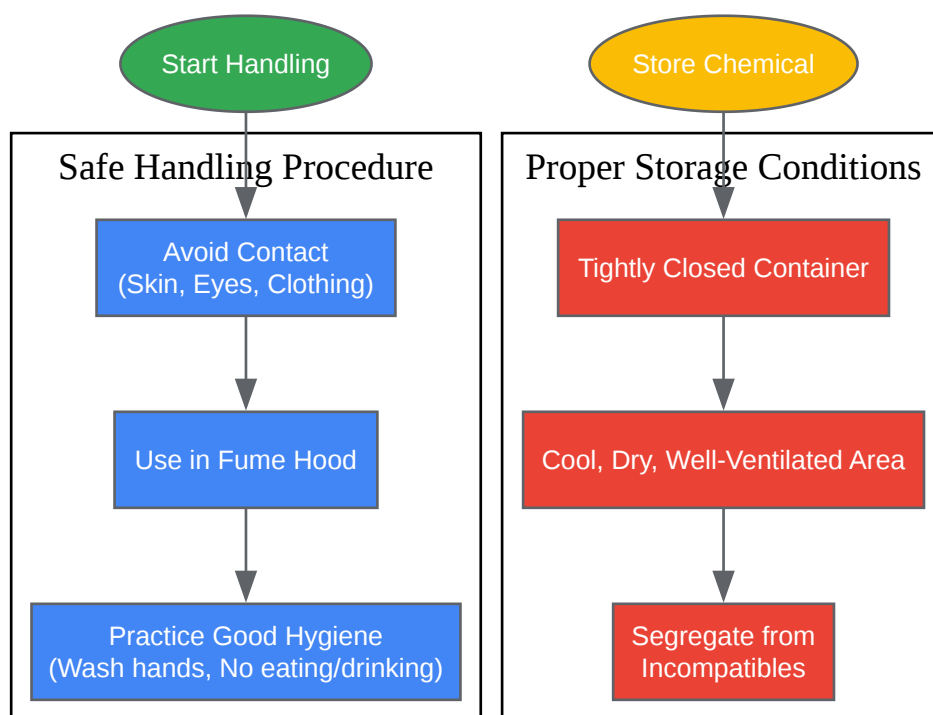 Start Handling
Safe Handling Procedure
Avoid Contact
(Skin, Eyes, Clothing)
Use in Fume Hood
Practice Good Hygiene
(Wash hands, No eating/drinking)
Store Chemical
Proper Storage Conditions
Tightly Closed Container
Cool, Dry, Well-Ventilated Area
Segregate from
Incompatibles